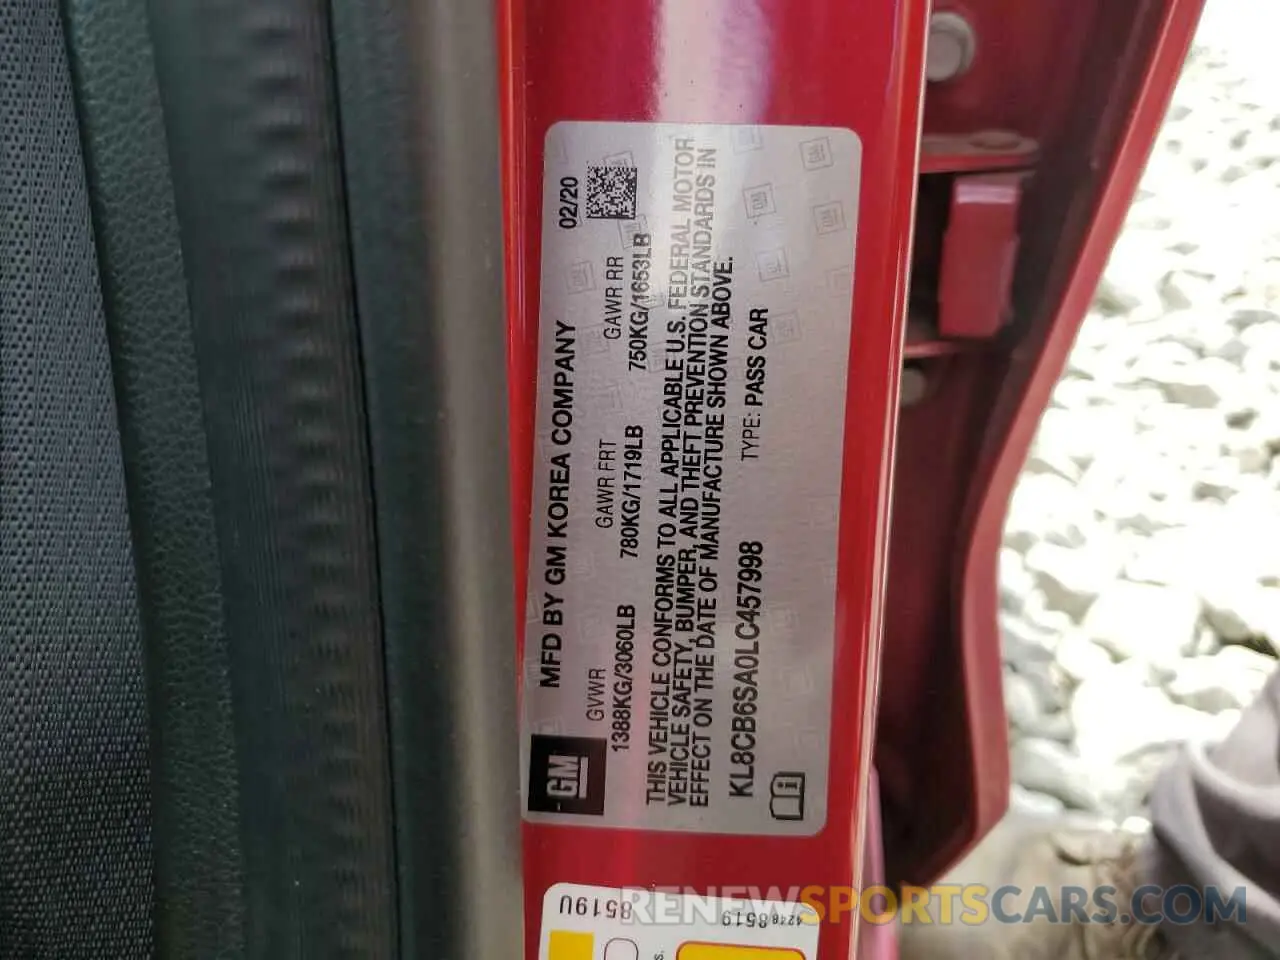 MFD BY GM KOREA COMPANY 02/20
GM
GVWR GAWR FRT GAWR RR
1388KG/3060LB 780KG/1719LB 750KG/1653LB
THIS VEHICLE CONFORMS TO ALL APPLICABLE U.S. FEDERAL MOTOR
VEHICLE SAFETY, BUMPER, AND THEFT PREVENTION STANDARDS IN
EFFECT ON THE DATE OF MANUFACTURE SHOWN ABOVE.
KL8CB6SA0LC457998 TYPE: PASS CAR
8519U
42488519
RENEWSPORTSCARS.COM